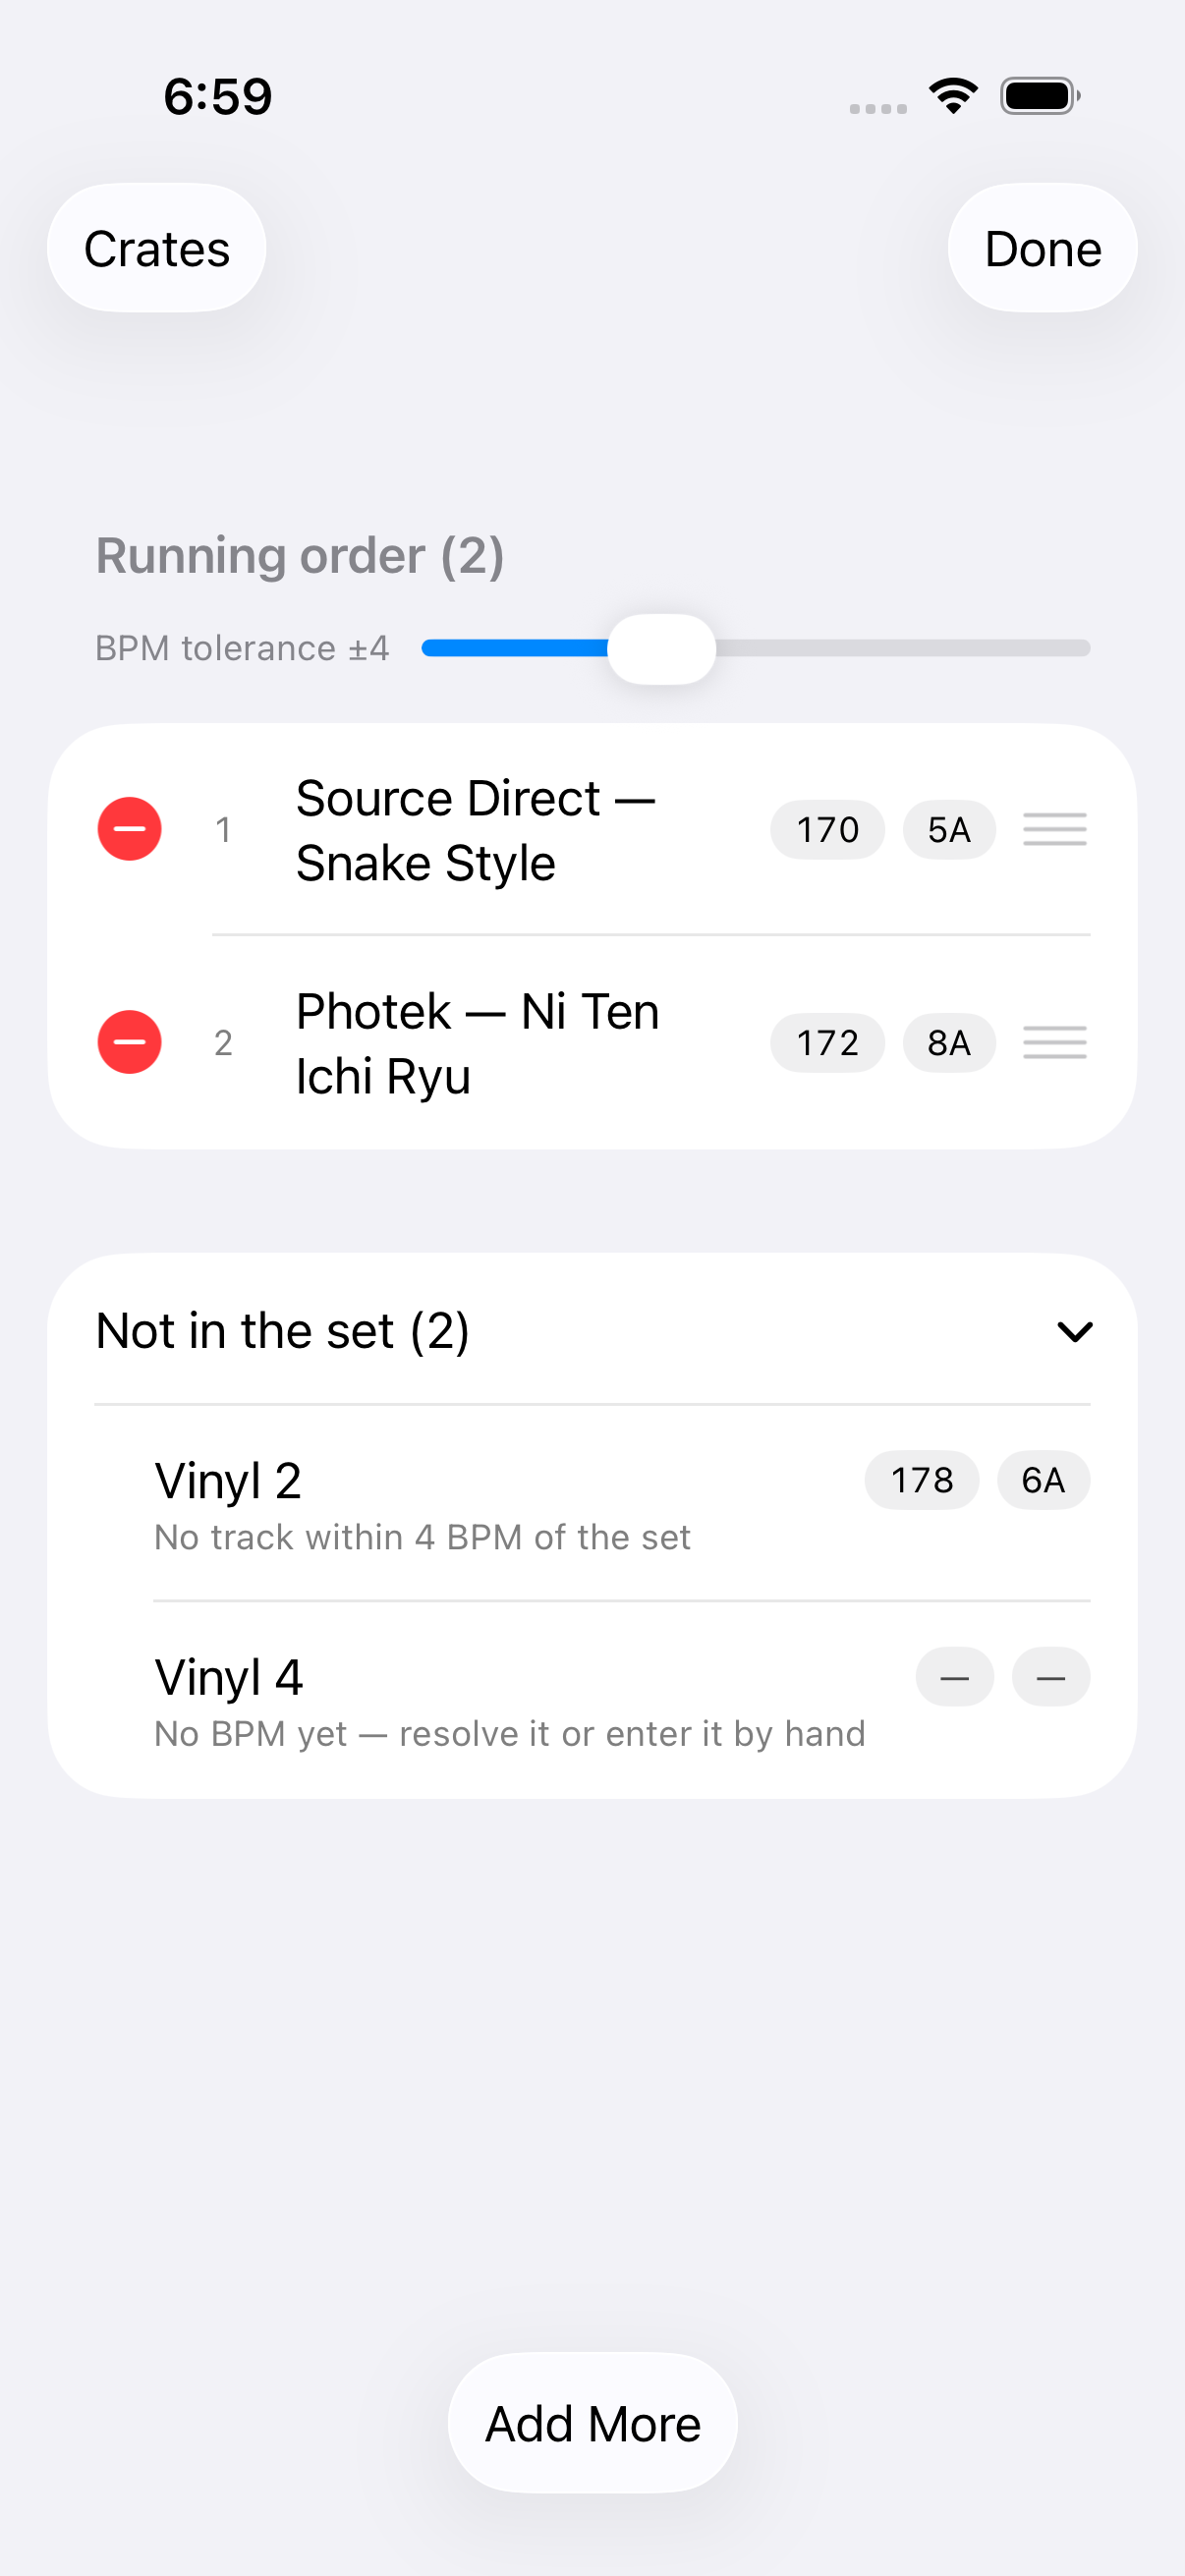 6:59
Crates
Done
Running order (2)
BPM tolerance ±4
1
Source Direct —
Snake Style
170
5A
2
Photek — Ni Ten
Ichi Ryu
172
8A
Not in the set (2)
Vinyl 2
178
6A
No track within 4 BPM of the set
Vinyl 4
—
—
No BPM yet — resolve it or enter it by hand
Add More